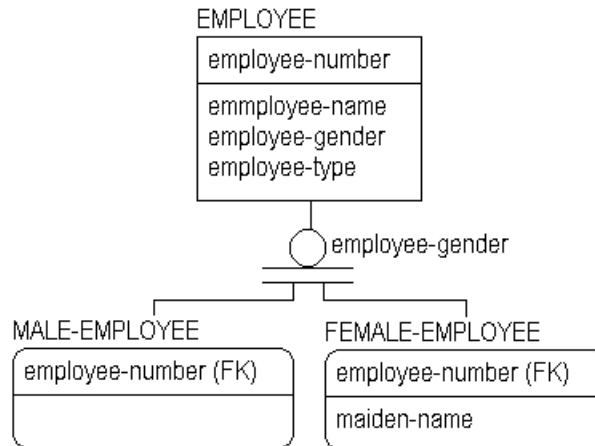 EMPLOYEE
employee-number
emmployee-name
employee-gender
employee-type
employee-gender
MALE-EMPLOYEE
employee-number (FK)
FEMALE-EMPLOYEE
employee-number (FK)
maiden-name